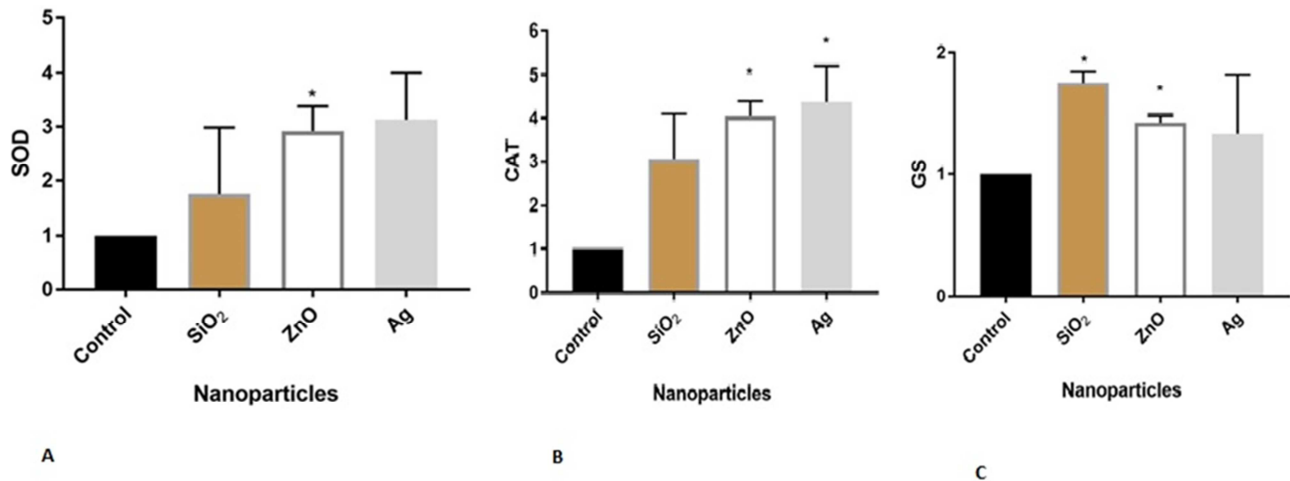 5
4
3
2
1
0
SOD
*
Control
SiO₂
ZnO
Ag
Nanoparticles
A
6
5
4
3
2
1
0
CAT
*
*
Control
SiO₂
ZnO
Ag
Nanoparticles
B
2
1
0
GS
*
*
Control
SiO₂
ZnO
Ag
Nanoparticles
C